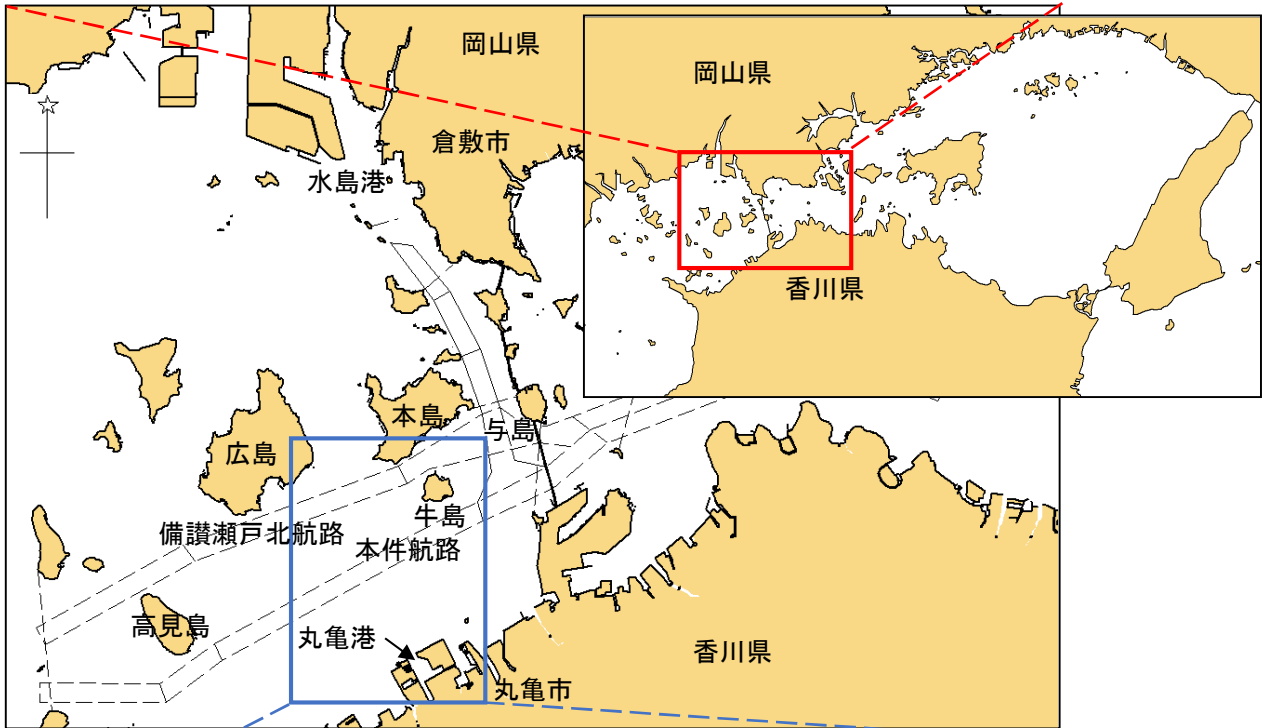 岡山県
岡山県
倉敷市
水島港
香川県
本島
与島
広島
牛島
備讃瀬戸北航路
本件航路
高見島
丸亀港
香川県
丸亀市